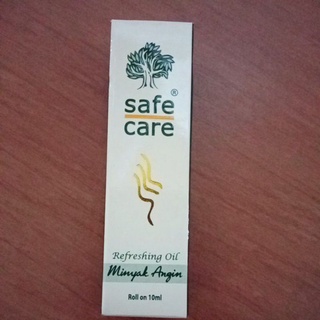 safe
®
care
Refreshing Oil
Minyak Angin
Roll on 10ml